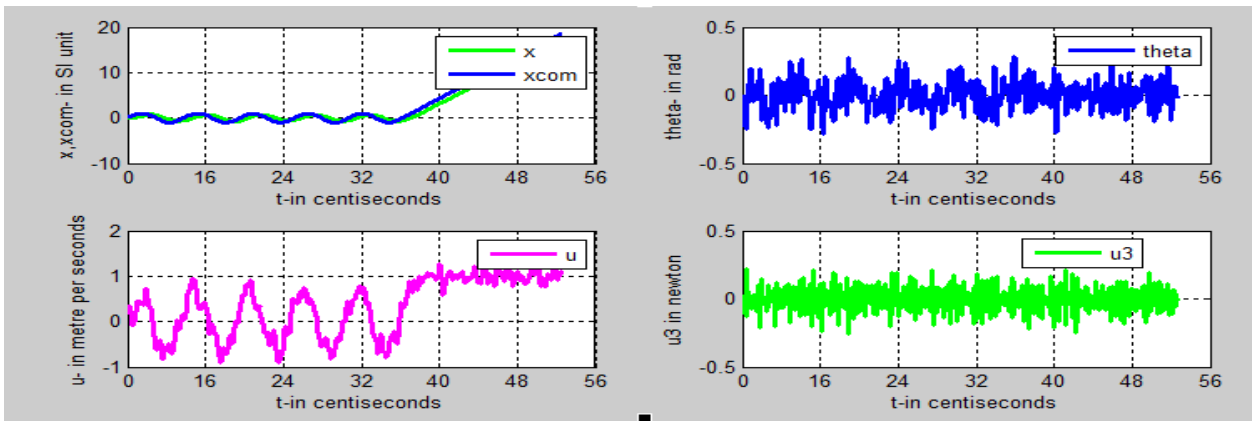 x,xcom- in SI unit
20
10
0
-10
x
xcom
0 16 24 32 40 48 56
t-in centiseconds
theta- in rad
0.5
0
-0.5
theta
0 16 24 32 40 48 56
t-in centiseconds
u- in metre per seconds
2
1
0
-1
u
0 16 24 32 40 48 56
t-in centiseconds
u3 in newton
0.5
0
-0.5
u3
0 16 24 32 40 48 56
t-in centiseconds